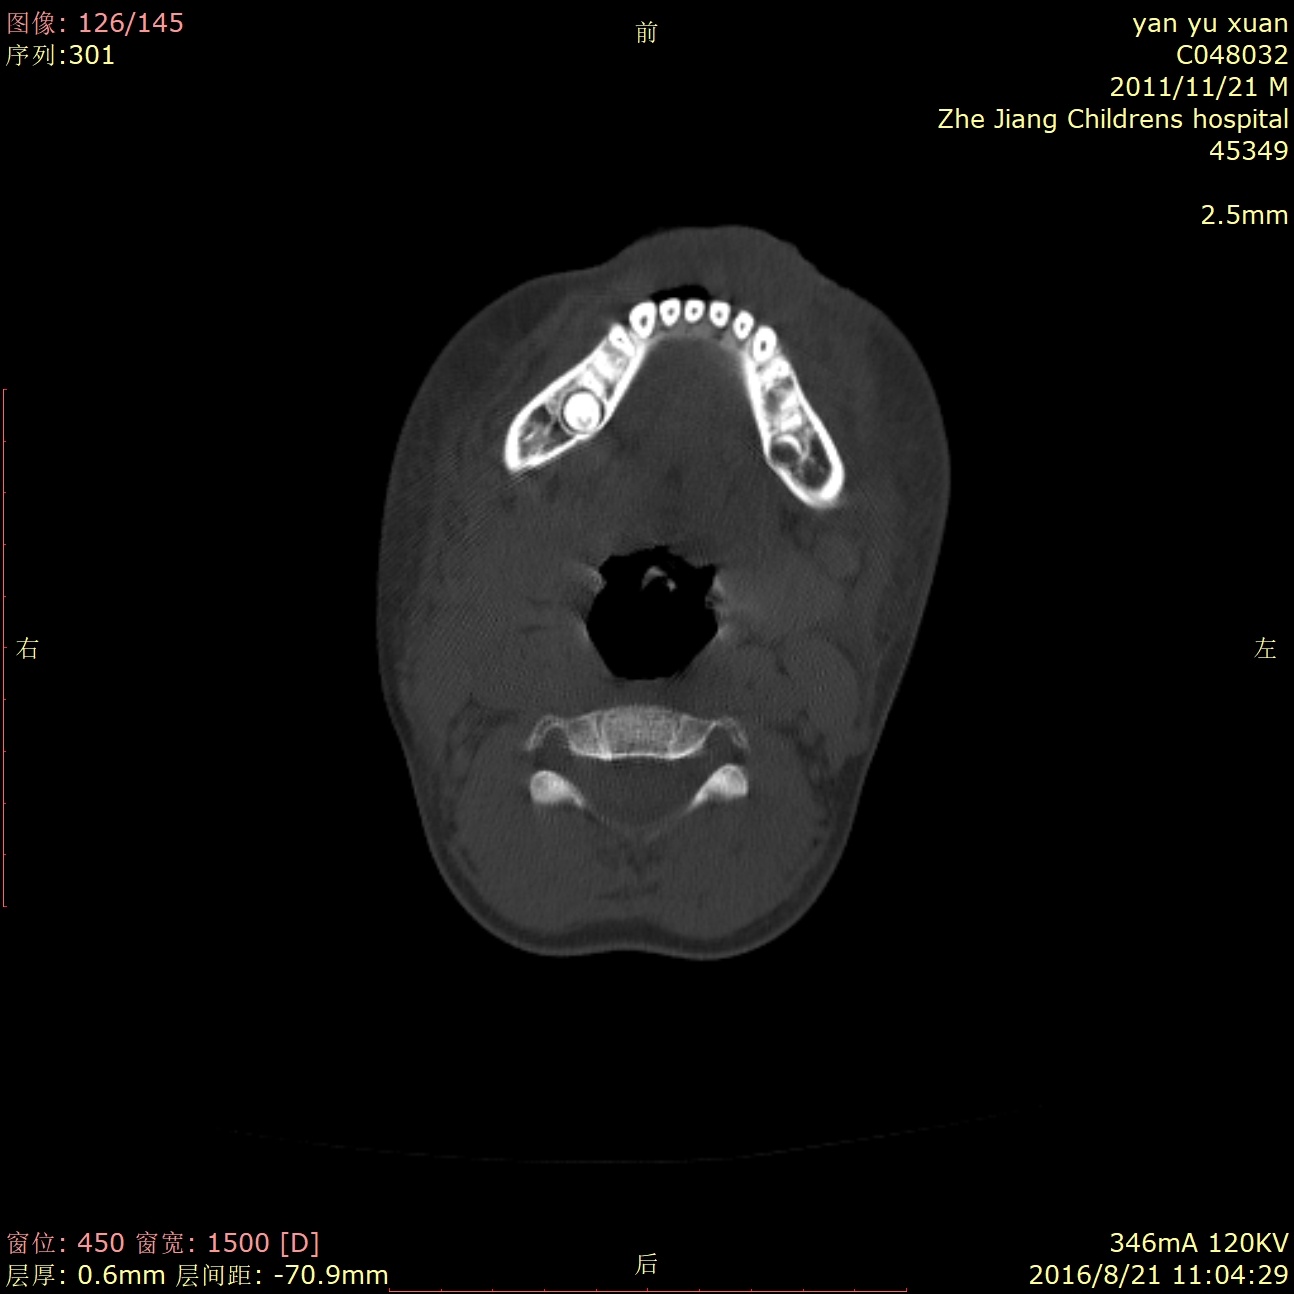 图像: 126/145
序列:301
前
yan yu xuan
C048032
2011/11/21 M
Zhe Jiang Childrens hospital
45349
2.5mm
右
左
窗位: 450 窗宽: 1500 [D]
层厚: 0.6mm 层间距: -70.9mm
后
346mA 120KV
2016/8/21 11:04:29